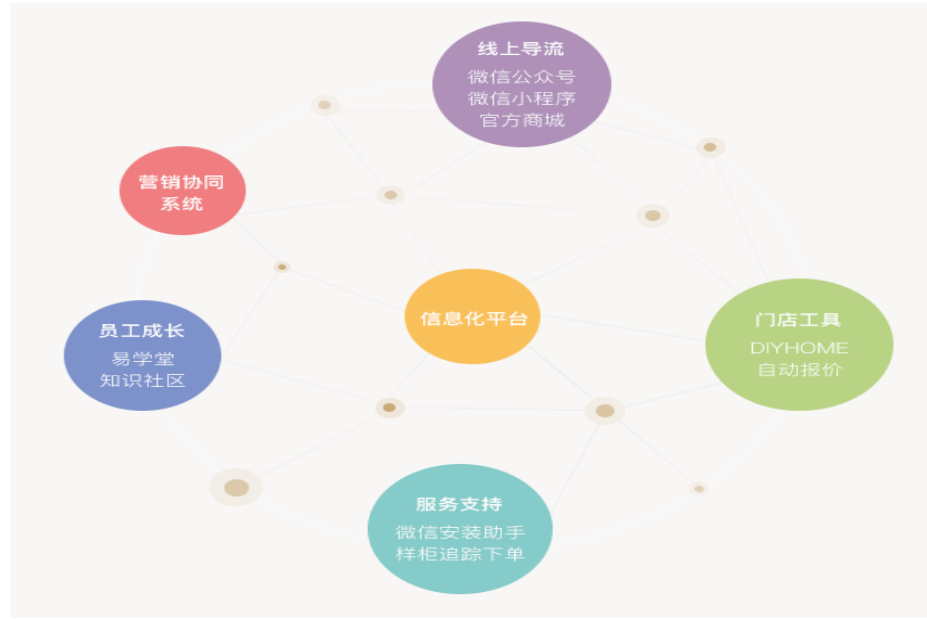 线上导流
微信公众号
微信小程序
官方商城
营销协同
系统
信息化平台
员工成长
易学堂
知识社区
门店工具
DIYHOME
自动报价
服务支持
微信安装助手
样柜追踪下单